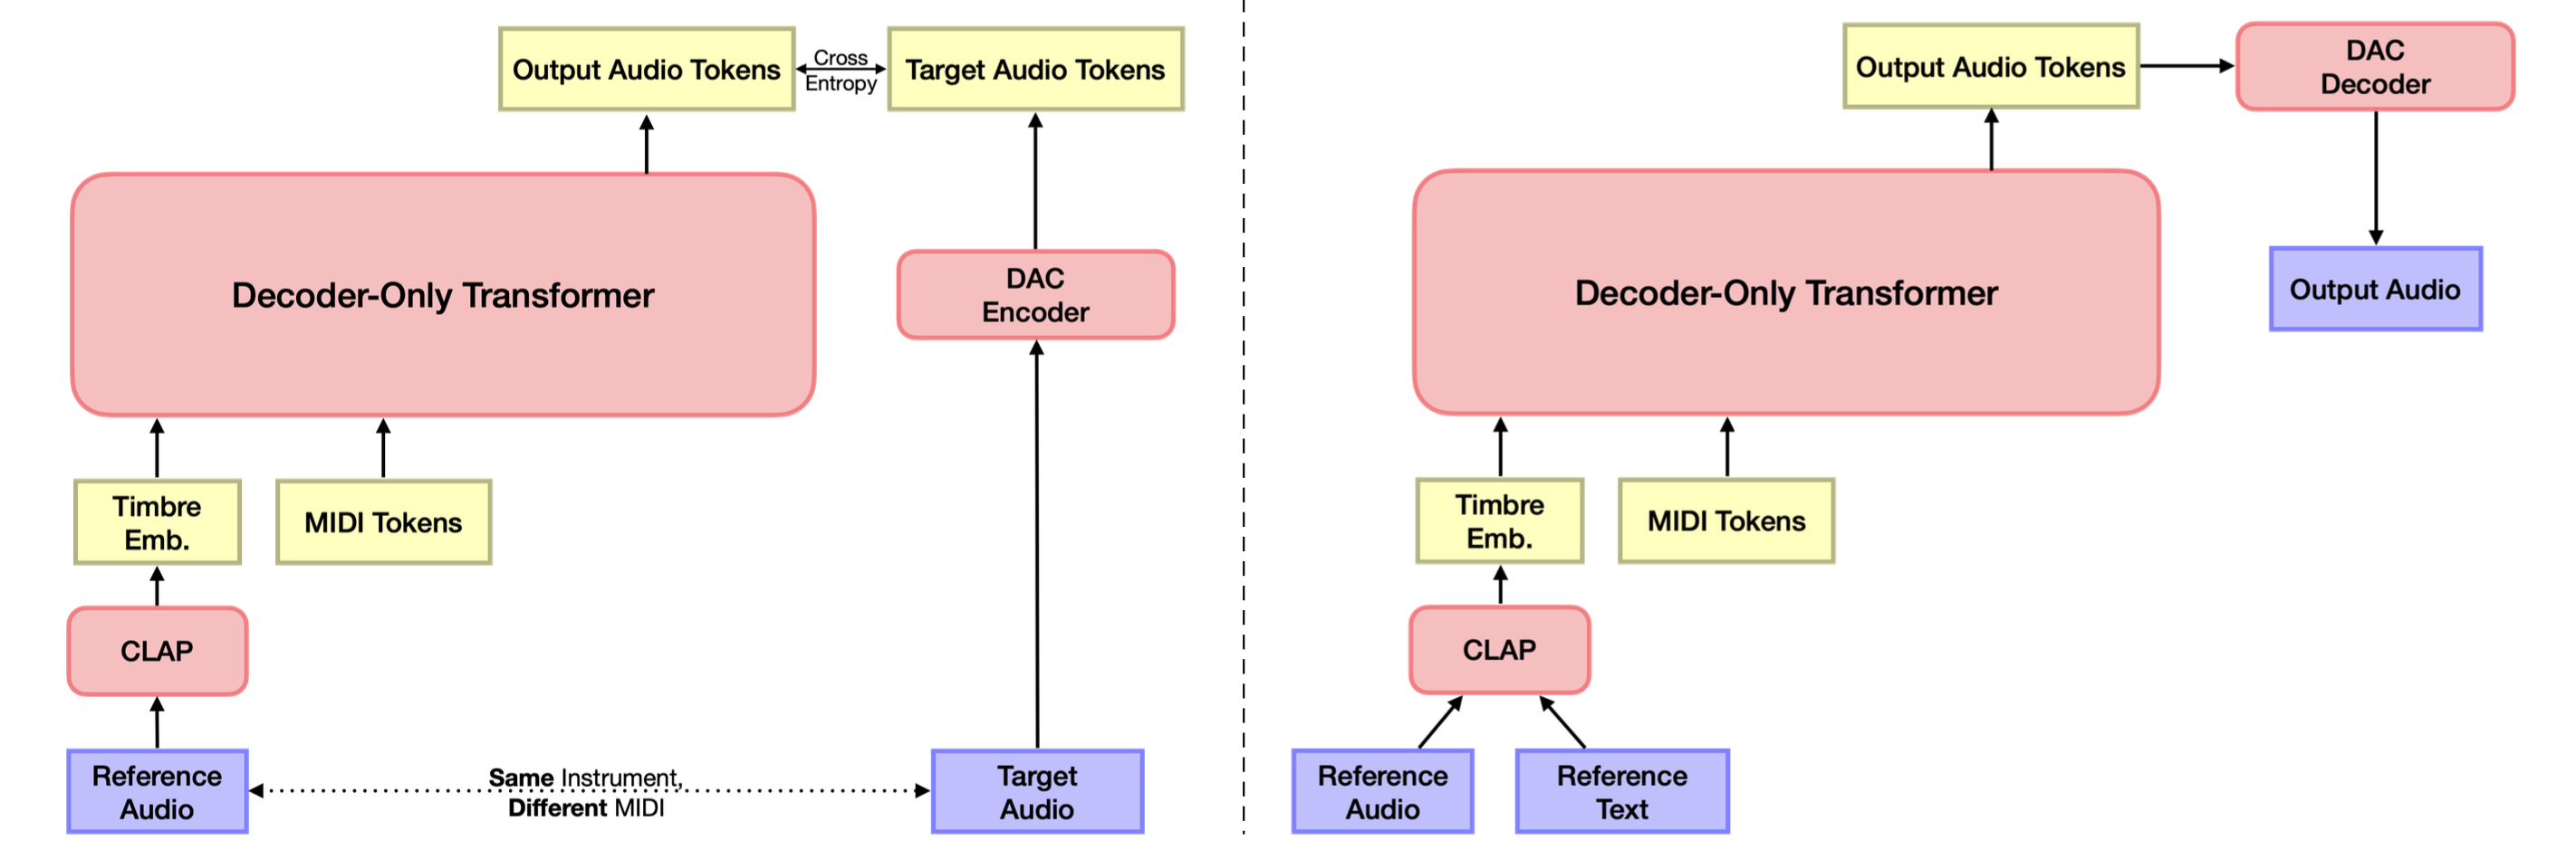 Output Audio Tokens
Cross
Entropy
Target Audio Tokens
Decoder-Only Transformer
DAC
Encoder
Timbre
Emb.
MIDI Tokens
CLAP
Reference
Audio
Same Instrument,
Different MIDI
Target
Audio
Output Audio Tokens
DAC
Decoder
Decoder-Only Transformer
Output Audio
Timbre
Emb.
MIDI Tokens
CLAP
Reference
Audio
Reference
Text